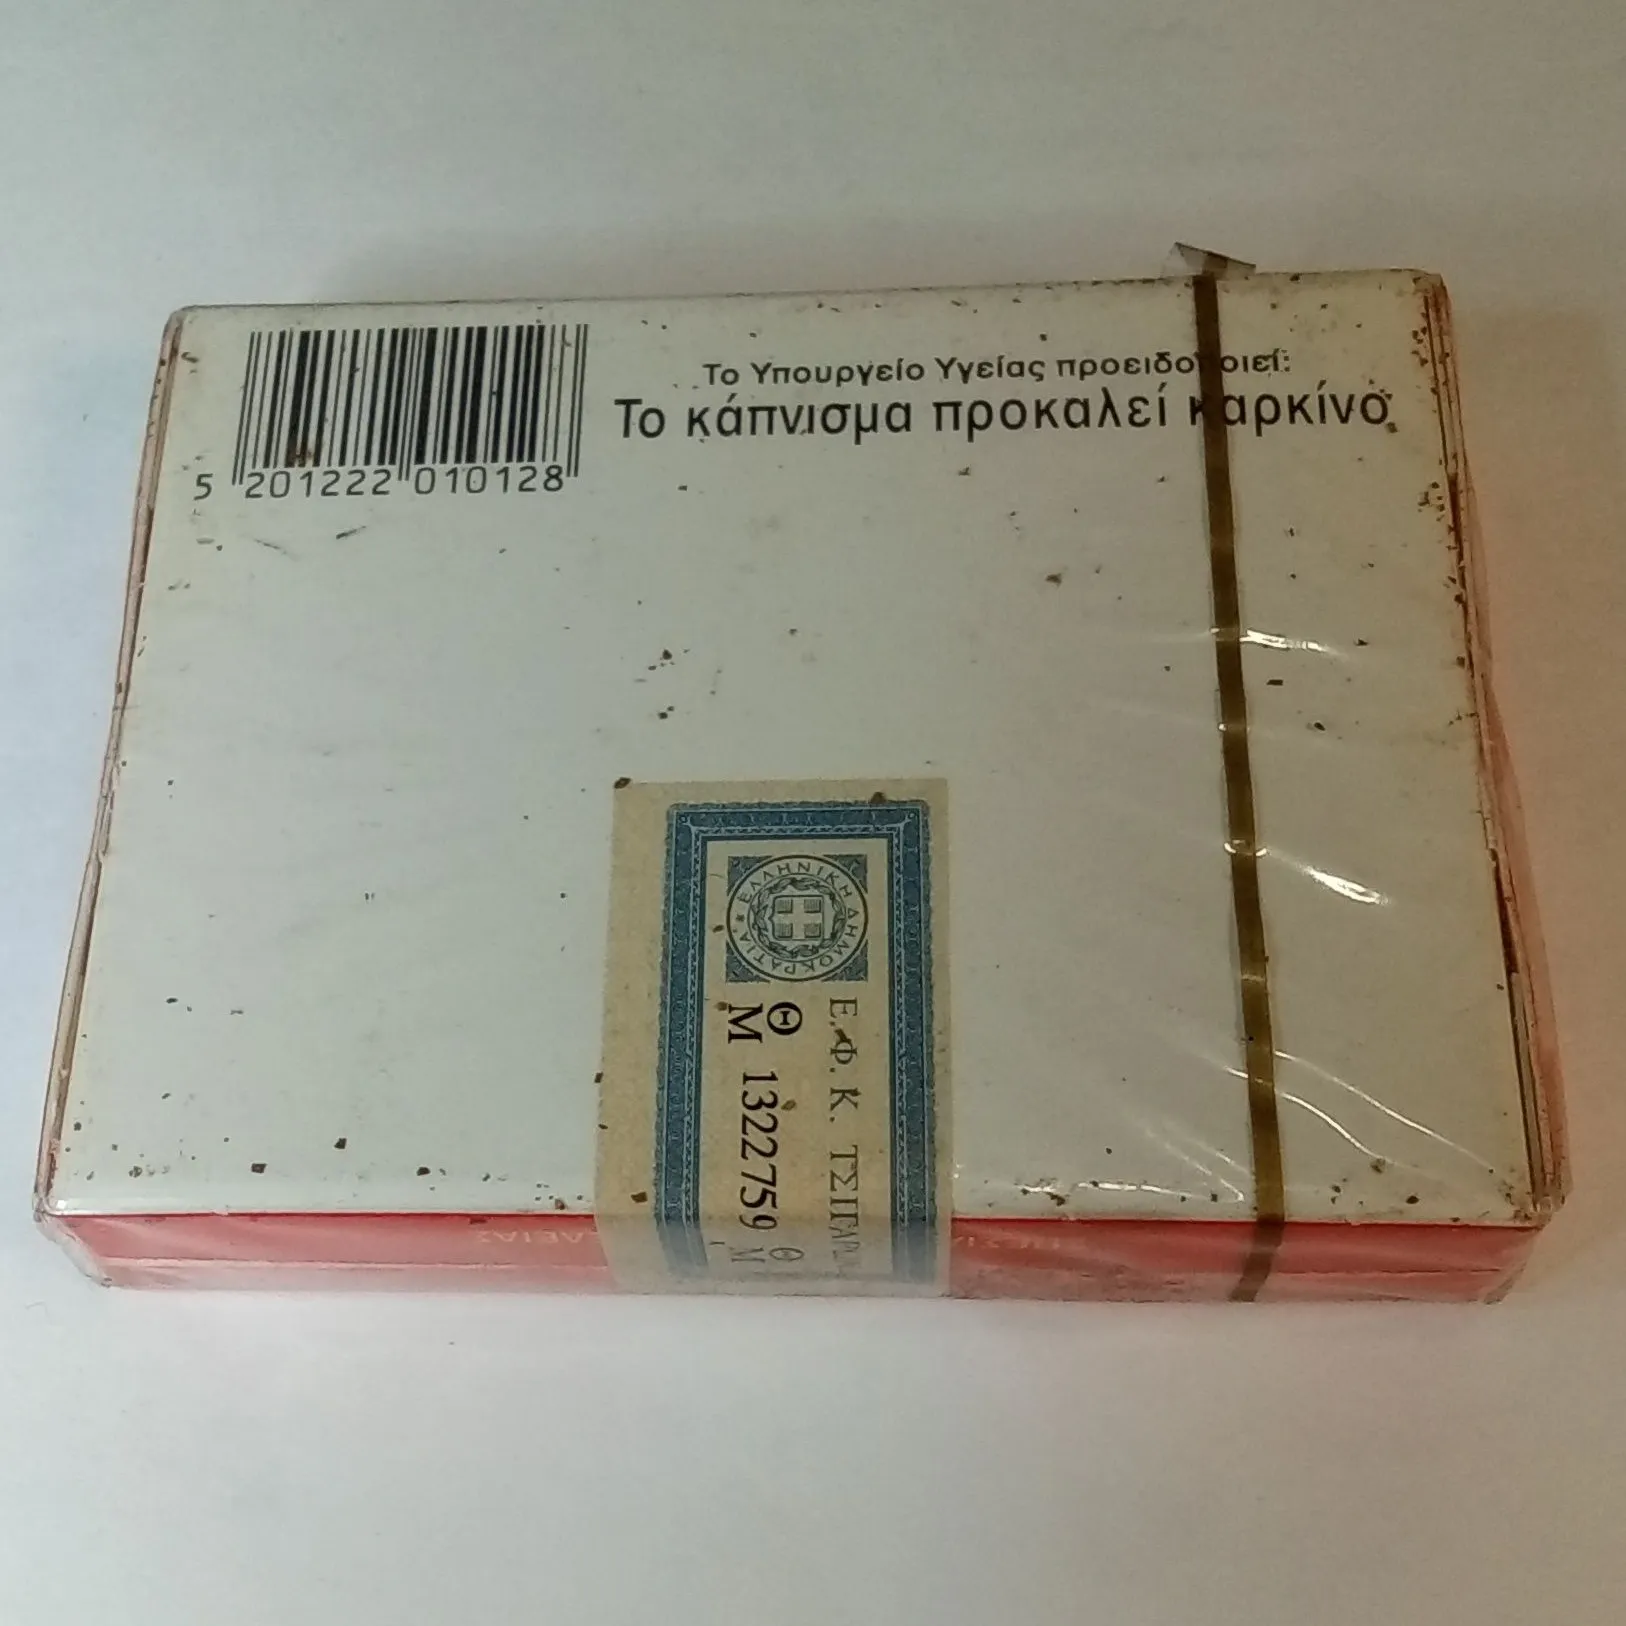 Το Υπουργείο Υγείας προειδοποιεί:
Το κάπνισμα προκαλεί καρκίνο
5 201222 010128
ΕΛΛΗΝΙΚΗ ΔΗΜΟΚΡΑΤΙΑ
Ε.Φ.Κ. ΤΣΙΓΑΡ
Θ
Μ 1322759
Θ
Μ